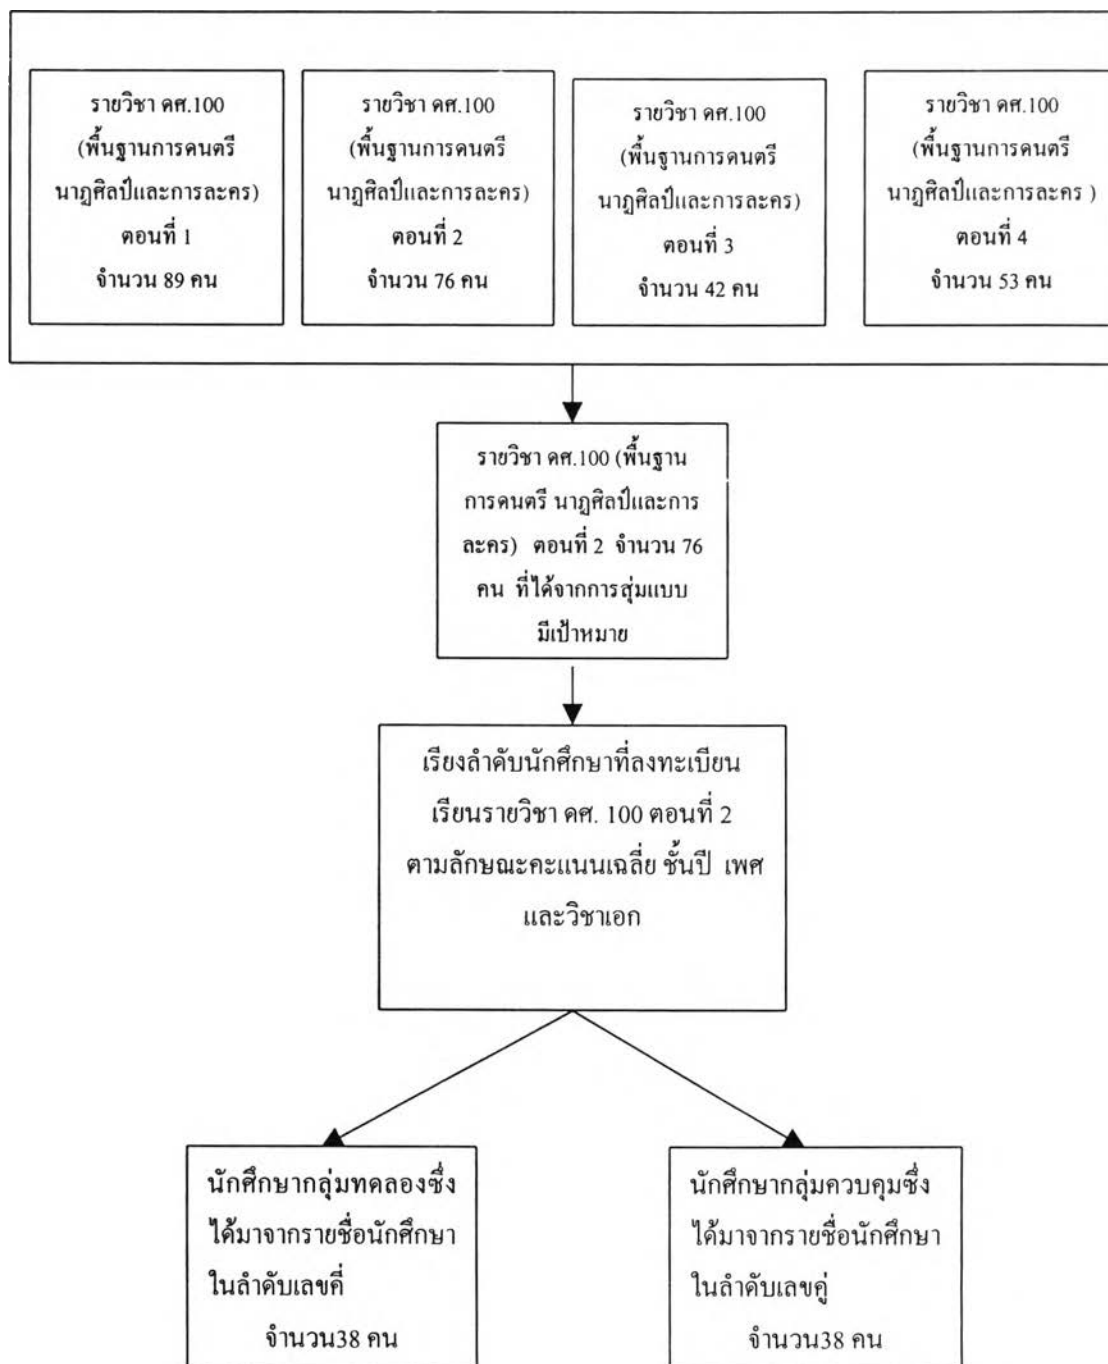 รายวิชา ดศ.100
(พื้นฐานการดนตรี
นาฏศิลป์และการละคร)
ตอนที่ 1
จำนวน 89 คน
รายวิชา ดศ.100
(พื้นฐานการดนตรี
นาฏศิลป์และการละคร)
ตอนที่ 2
จำนวน 76 คน
รายวิชา ดศ.100
(พื้นฐานการดนตรี
นาฏศิลป์และการละคร)
ตอนที่ 3
จำนวน 42 คน
รายวิชา ดศ.100
(พื้นฐานการดนตรี
นาฏศิลป์และการละคร )
ตอนที่ 4
จำนวน 53 คน
รายวิชา ดศ.100 (พื้นฐาน
การดนตรี นาฏศิลป์และการ
ละคร) ตอนที่ 2 จำนวน 76
คน ที่ได้จากการสุ่มแบบ
มีเป้าหมาย
เรียงลำดับนักศึกษาที่ลงทะเบียน
เรียนรายวิชา ดศ. 100 ตอนที่ 2
ตามลักษณะคะแนนเฉลี่ย ชั้นปี เพศ
และวิชาเอก
นักศึกษากลุ่มทดลองซึ่ง
ได้มาจากรายชื่อนักศึกษา
ในลำดับเลขคี่
จำนวน38 คน
นักศึกษากลุ่มควบคุมซึ่ง
ได้มาจากรายชื่อนักศึกษา
ในลำดับเลขคู่
จำนวน38 คน